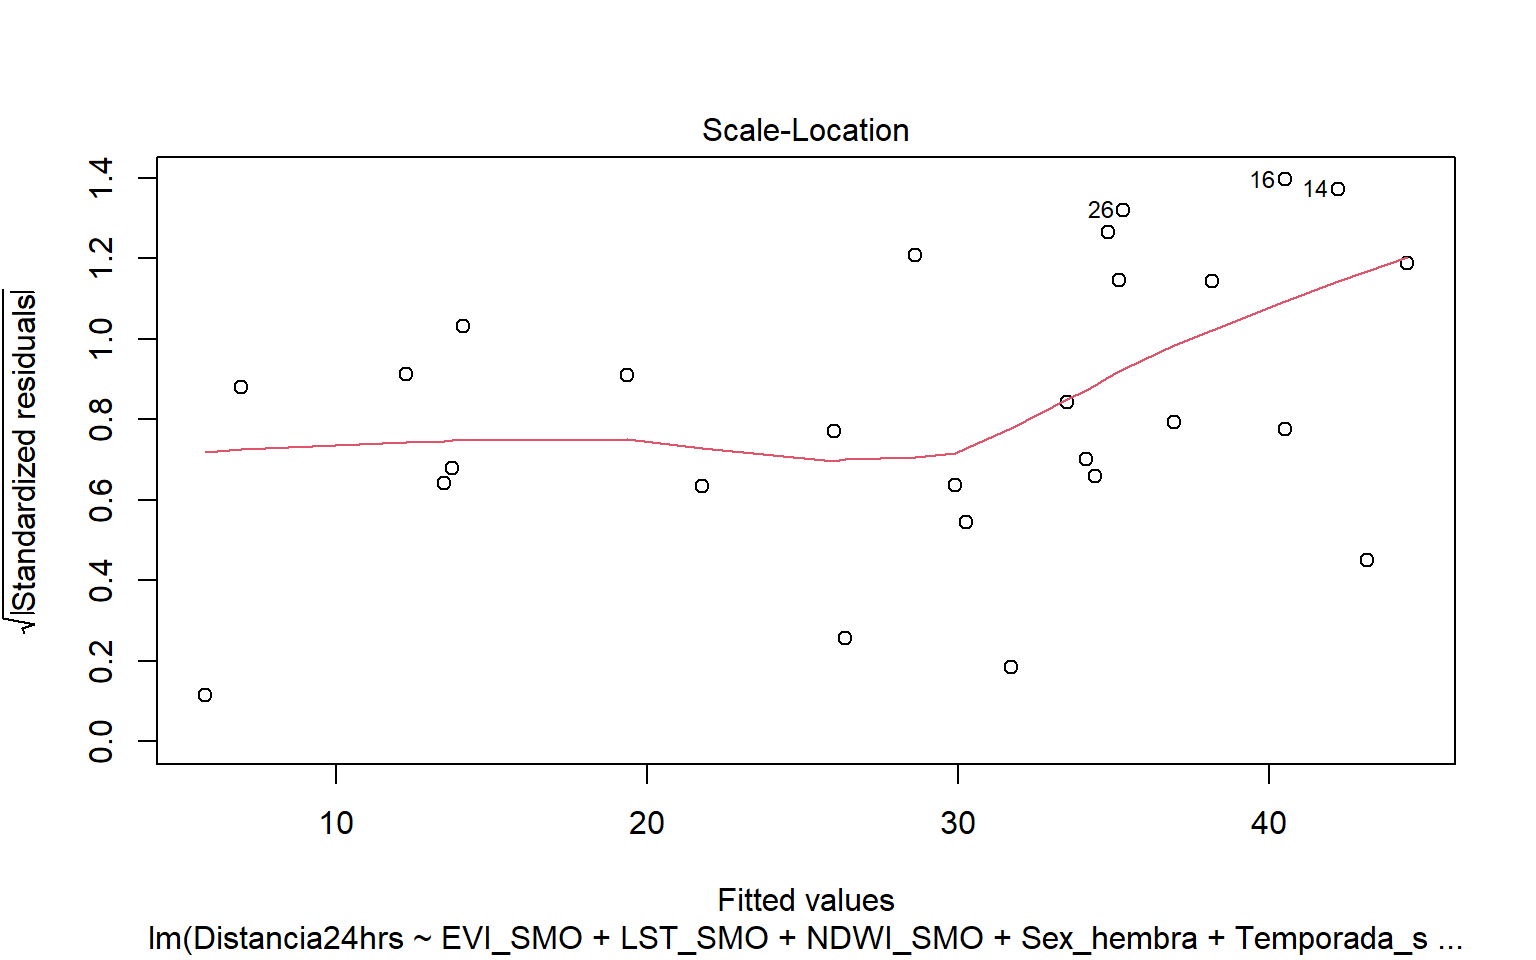 Scale-Location
√|Standardized residuals|
1.4
1.2
1.0
0.8
0.6
0.4
0.2
0.0
16
14
26
10 20 30 40
Fitted values
lm(Distancia24hrs ~ EVI_SMO + LST_SMO + NDWI_SMO + Sex_hembra + Temporada_s ...